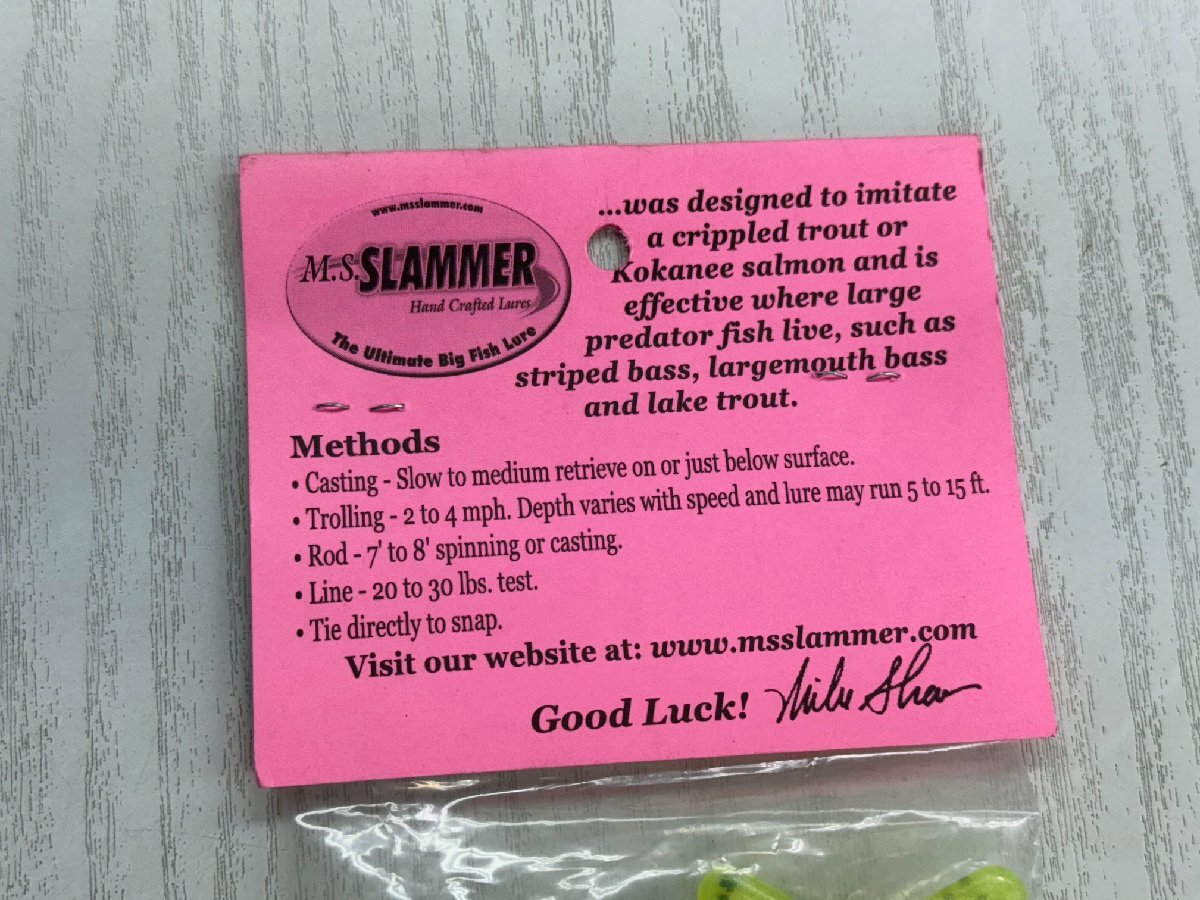 www.msslammer.com
M.S. SLAMMER
Hand Crafted Lures
The Ultimate Big Fish Lure
...was designed to imitate
a crippled trout or
Kokanee salmon and is
effective where large
predator fish live, such as
striped bass, largemouth bass
and lake trout.
Methods
• Casting - Slow to medium retrieve on or just below surface.
• Trolling - 2 to 4 mph. Depth varies with speed and lure may run 5 to 15 ft.
• Rod - 7' to 8' spinning or casting.
• Line - 20 to 30 lbs. test.
• Tie directly to snap.
Visit our website at: www.msslammer.com
Good Luck! Mike Shaw